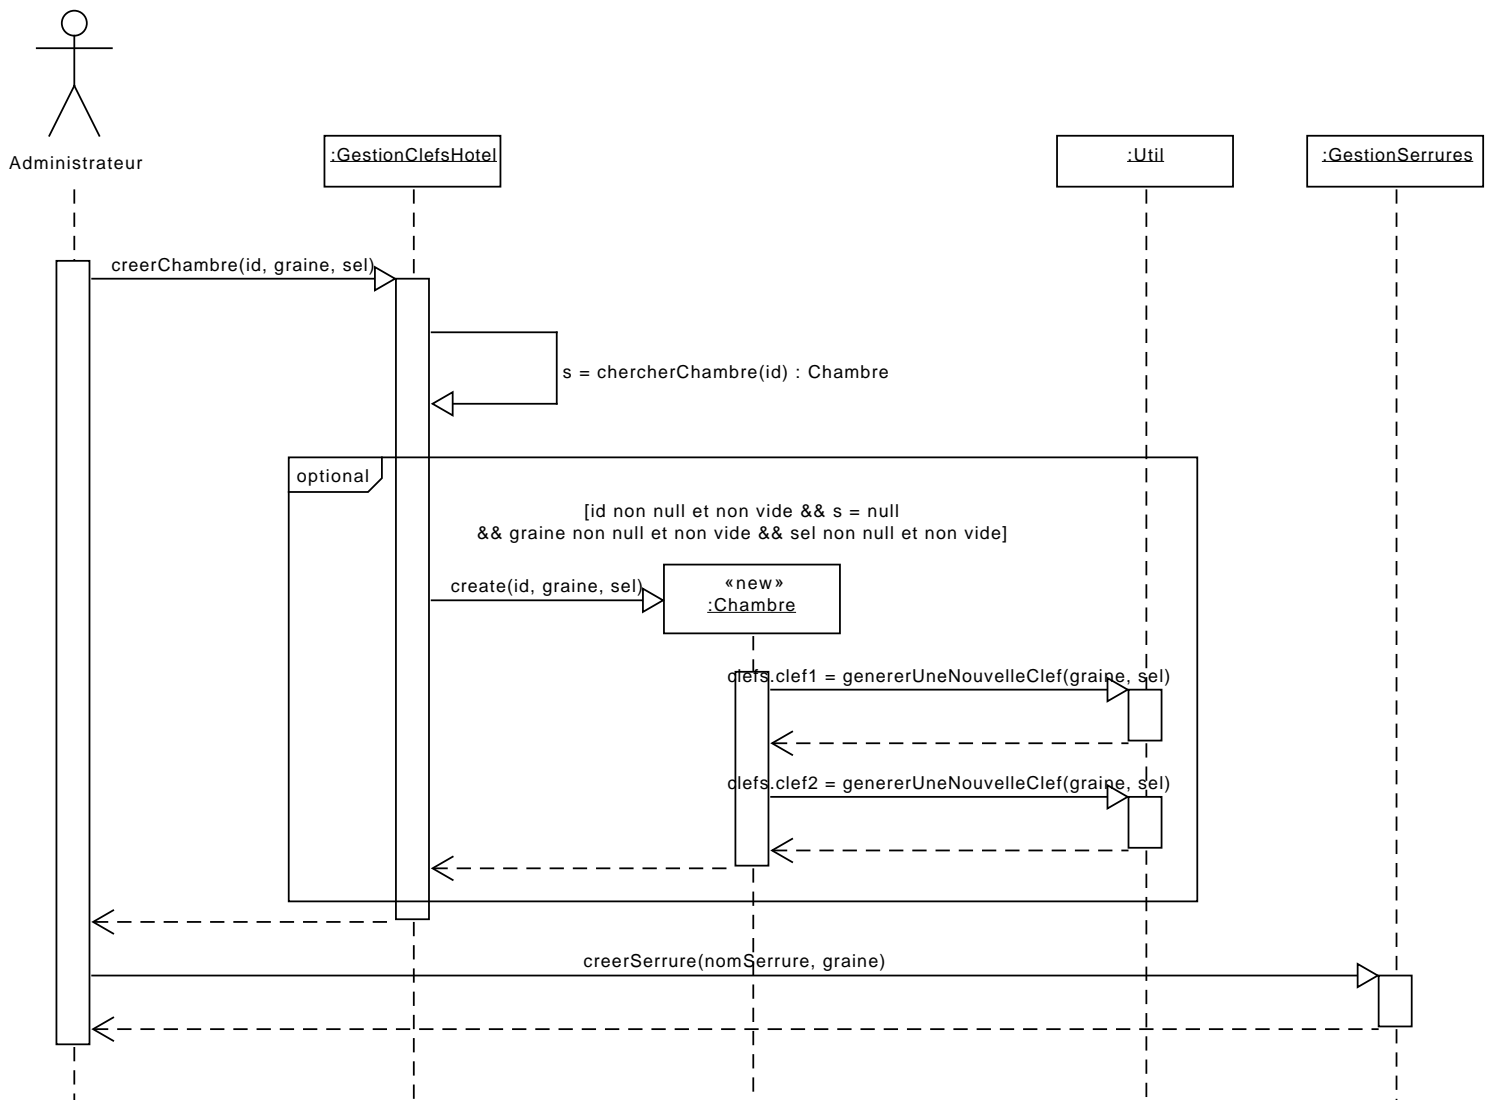 Administrateur
:GestionClefsHotel
:Util
:GestionSerrures
creerChambre(id, graine, sel)
s = chercherChambre(id) : Chambre
optional
[id non null et non vide && s = null
&& graine non null et non vide && sel non null et non vide]
create(id, graine, sel)
«new»
:Chambre
clefs.clef1 = genererUneNouvelleClef(graine, sel)
clefs.clef2 = genererUneNouvelleClef(graine, sel)
creerSerrure(nomSerrure, graine)